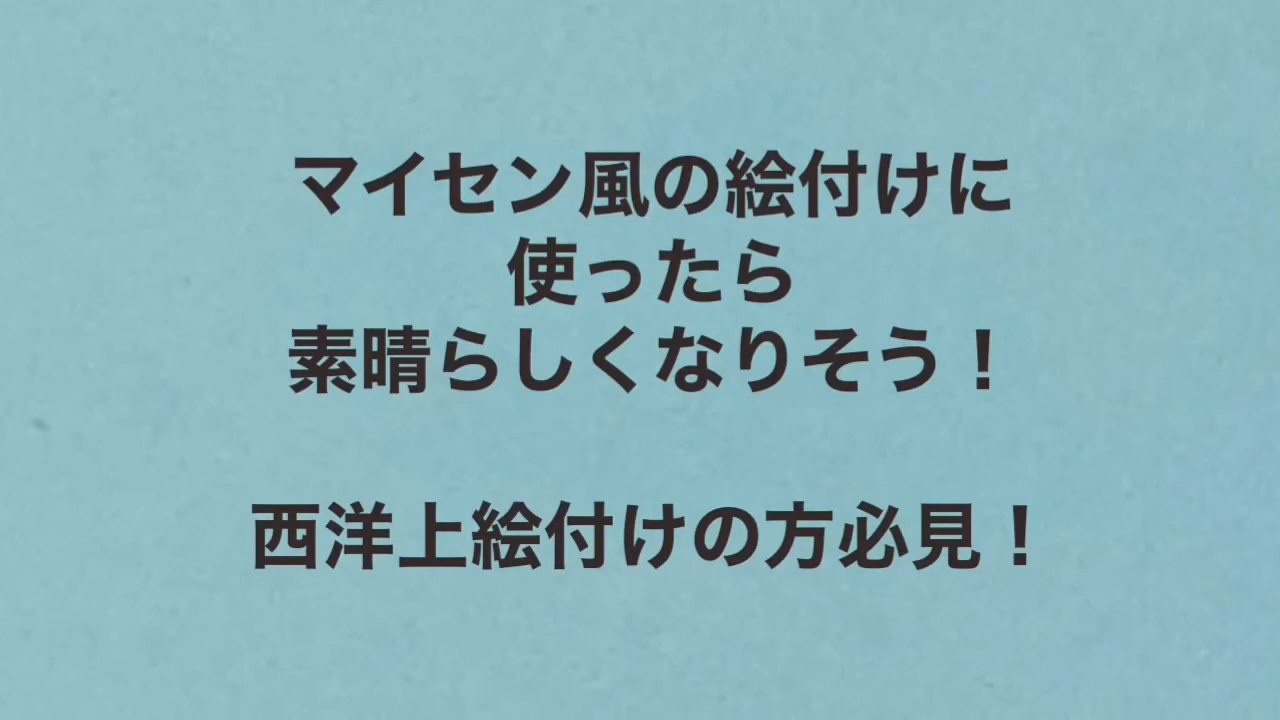 マイセン風の絵付けに
使ったら
素晴らしくなりそう！
西洋上絵付けの方必見！